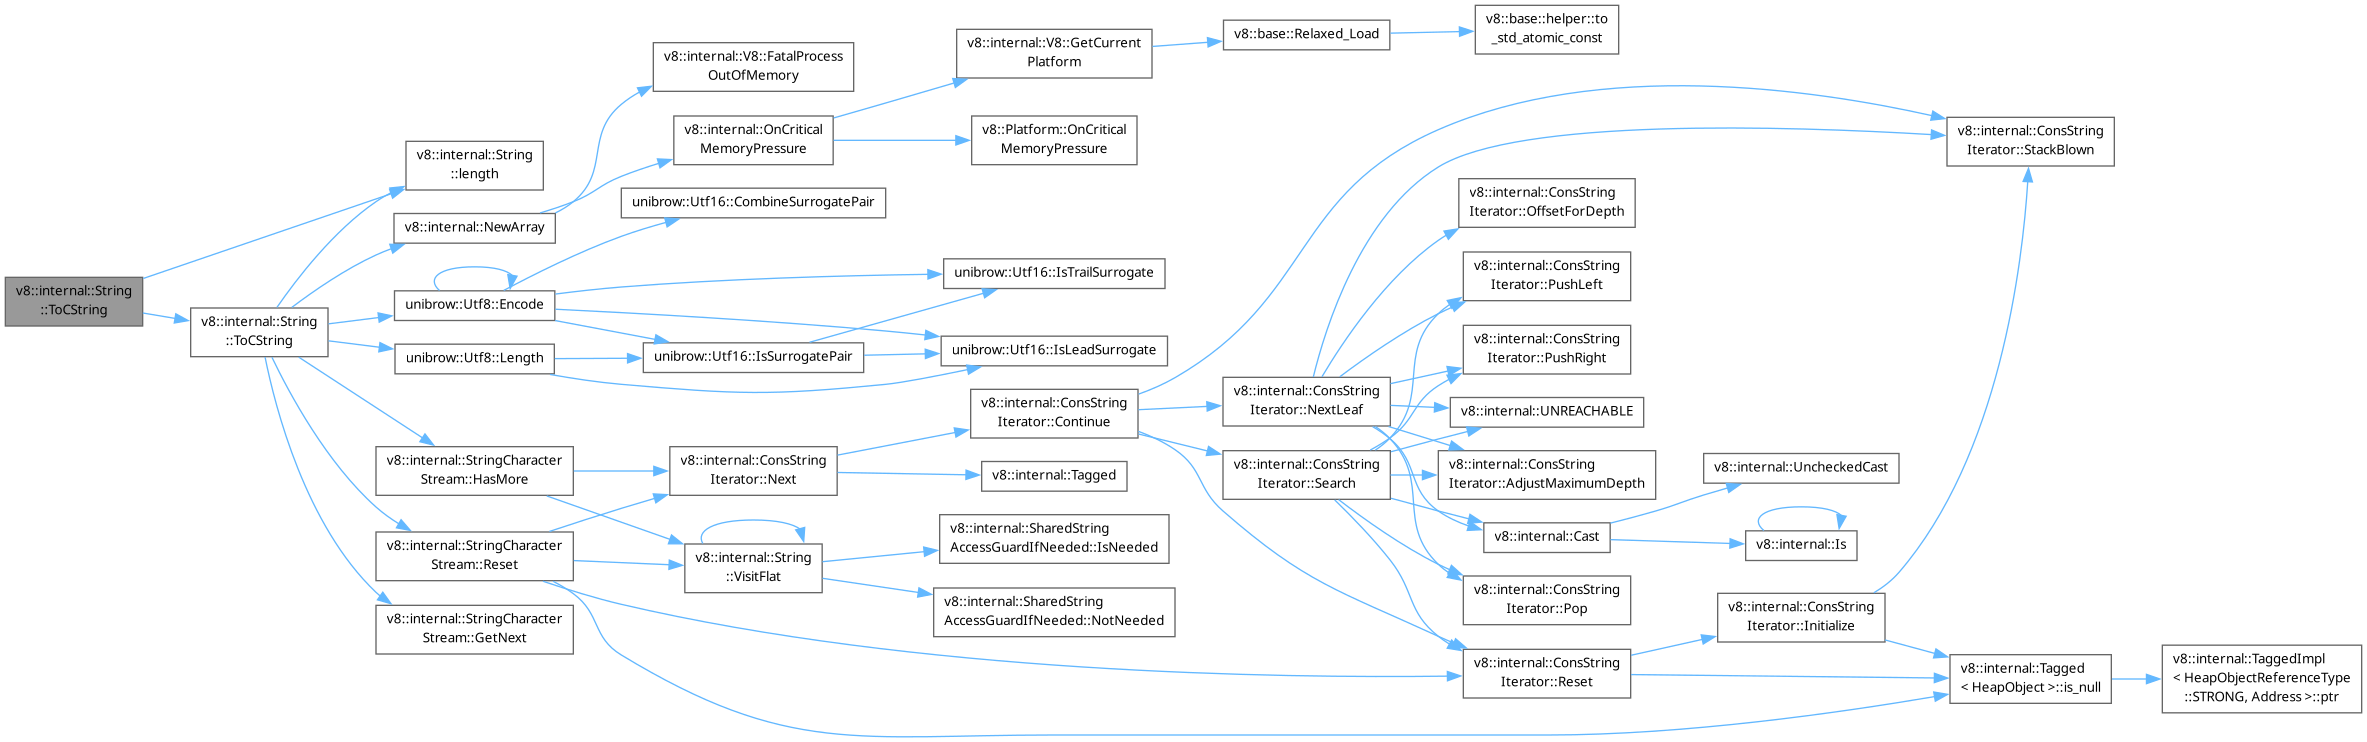 v8::internal::String
::ToCString
v8::internal::String
::ToCString
v8::internal::String
::length
v8::internal::NewArray
unibrow::Utf8::Encode
unibrow::Utf8::Length
v8::internal::StringCharacter
Stream::HasMore
v8::internal::StringCharacter
Stream::Reset
v8::internal::StringCharacter
Stream::GetNext
v8::internal::V8::FatalProcess
OutOfMemory
v8::internal::OnCritical
MemoryPressure
unibrow::Utf16::CombineSurrogatePair
unibrow::Utf16::IsSurrogatePair
v8::internal::ConsString
Iterator::Next
v8::internal::String
::VisitFlat
v8::internal::V8::GetCurrent
Platform
v8::Platform::OnCritical
MemoryPressure
unibrow::Utf16::IsTrailSurrogate
unibrow::Utf16::IsLeadSurrogate
v8::internal::ConsString
Iterator::Continue
v8::internal::Tagged
v8::internal::SharedString
AccessGuardIfNeeded::IsNeeded
v8::internal::SharedString
AccessGuardIfNeeded::NotNeeded
v8::base::Relaxed_Load
v8::internal::ConsString
Iterator::NextLeaf
v8::internal::ConsString
Iterator::Search
v8::base::helper::to
_std_atomic_const
v8::internal::ConsString
Iterator::OffsetForDepth
v8::internal::ConsString
Iterator::PushLeft
v8::internal::ConsString
Iterator::PushRight
v8::internal::UNREACHABLE
v8::internal::ConsString
Iterator::AdjustMaximumDepth
v8::internal::Cast
v8::internal::ConsString
Iterator::Pop
v8::internal::ConsString
Iterator::Reset
v8::internal::UncheckedCast
v8::internal::Is
v8::internal::ConsString
Iterator::Initialize
v8::internal::ConsString
Iterator::StackBlown
v8::internal::Tagged
< HeapObject >::is_null
v8::internal::TaggedImpl
< HeapObjectReferenceType
::STRONG, Address >::ptr